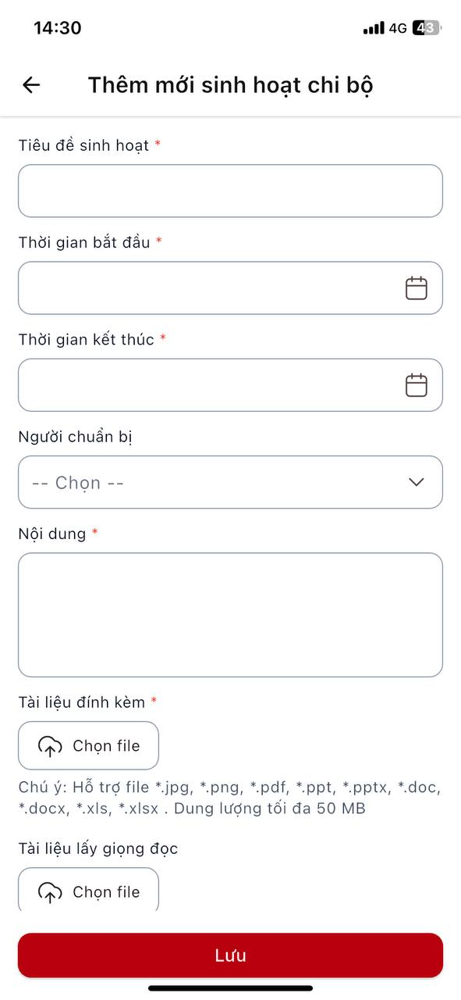 14:30
4G 43
Thêm mới sinh hoạt chi bộ
Tiêu đề sinh hoạt *
Thời gian bắt đầu *
Thời gian kết thúc *
Người chuẩn bị
-- Chọn --
Nội dung *
Tài liệu đính kèm *
Chọn file
Chú ý: Hỗ trợ file *.jpg, *.png, *.pdf, *.ppt, *.pptx, *.doc,
*.docx, *.xls, *.xlsx . Dung lượng tối đa 50 MB
Tài liệu lấy giọng đọc
Chọn file
Lưu